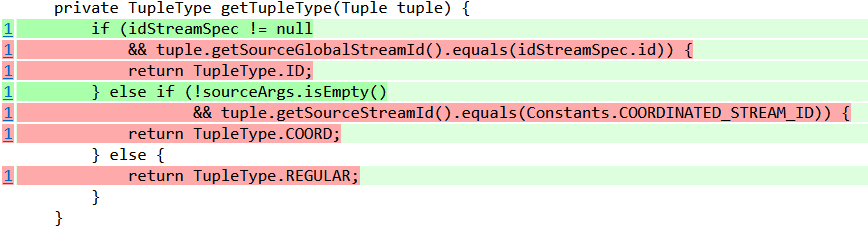 private TupleType getTupleType(Tuple tuple) {
1 if (idStreamSpec != null
1 && tuple.getSourceGlobalStreamId().equals(idStreamSpec.id)) {
1 return TupleType.ID;
1 } else if (!sourceArgs.isEmpty()
1 && tuple.getSourceStreamId().equals(Constants.COORDINATED_STREAM_ID)) {
1 return TupleType.COORD;
} else {
1 return TupleType.REGULAR;
}
}